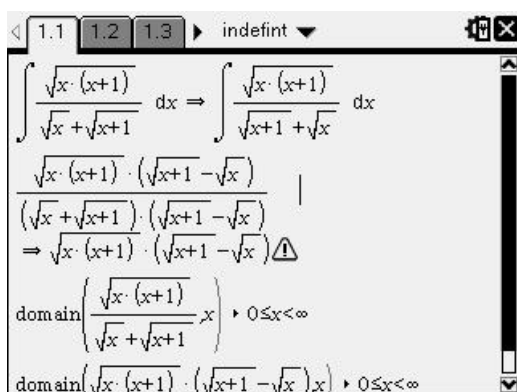 1.1 1.2 1.3 indefint
∫ √(x·(x+1)) / (√x+√(x+1)) dx ⇒ ∫ √(x·(x+1)) / (√(x+1)+√x) dx
√(x·(x+1))·(√(x+1)−√x) / ((√x+√(x+1))·(√(x+1)−√x))
⇒ √(x·(x+1))·(√(x+1)−√x)⚠
domain(√(x·(x+1)) / (√x+√(x+1)),x) ▸ 0≤x<∞
domain(√(x·(x+1))·(√(x+1)−√x),x) ▸ 0≤x<∞